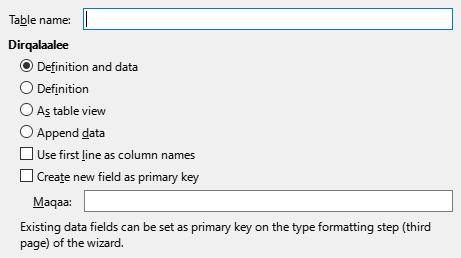 Table name:
Dirqalaalee
Definition and data
Definition
As table view
Append data
Use first line as column names
Create new field as primary key
Maqaa:
Existing data fields can be set as primary key on the type formatting step (third
page) of the wizard.